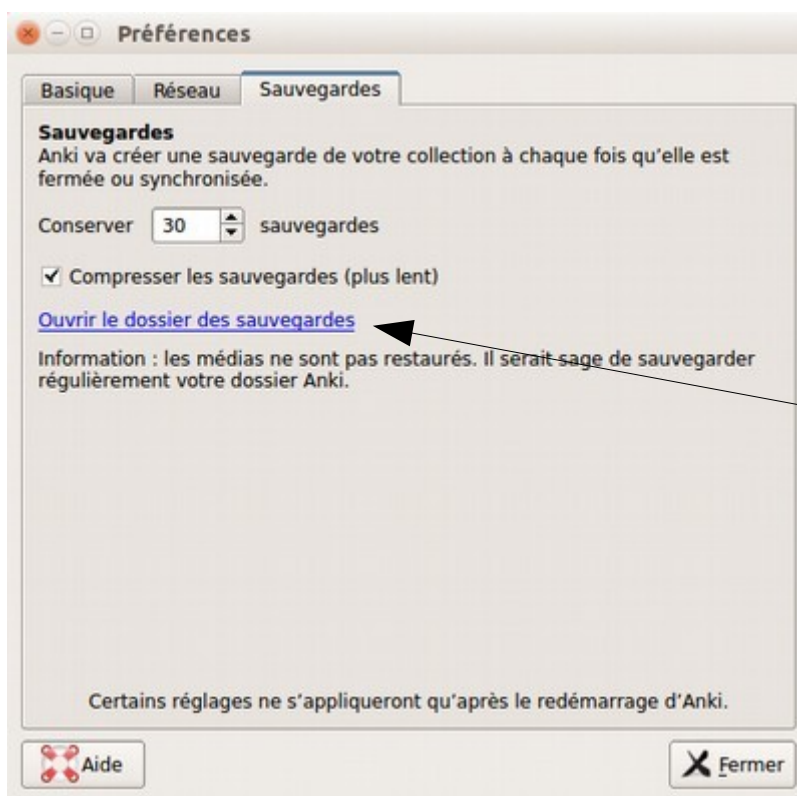 Préférences
Basique Réseau Sauvegardes
Sauvegardes
Anki va créer une sauvegarde de votre collection à chaque fois qu'elle est
fermée ou synchronisée.
Conserver 30 sauvegardes
Compresser les sauvegardes (plus lent)
Ouvrir le dossier des sauvegardes
Information : les médias ne sont pas restaurés. Il serait sage de sauvegarder
régulièrement votre dossier Anki.
Certains réglages ne s'appliqueront qu'après le redémarrage d'Anki.
Aide Fermer